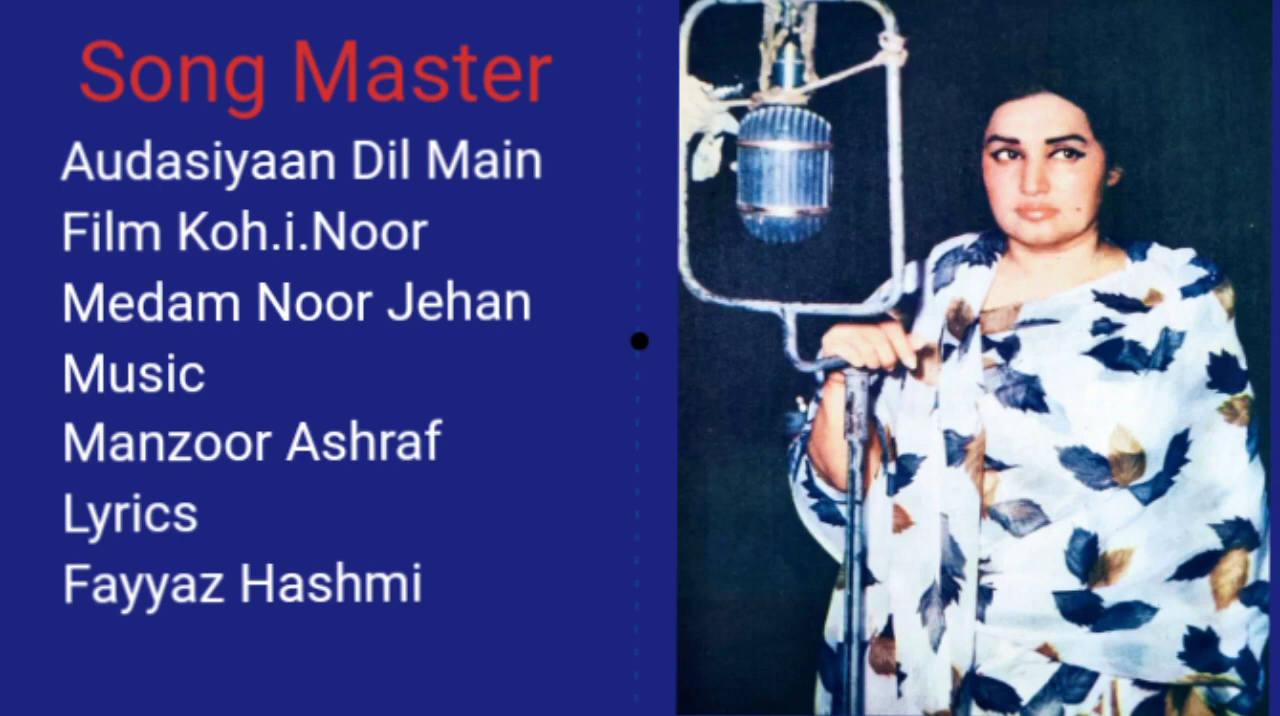 Song Master
Audasiyaan Dil Main
Film Koh.i.Noor
Medam Noor Jehan
Music
Manzoor Ashraf
Lyrics
Fayyaz Hashmi